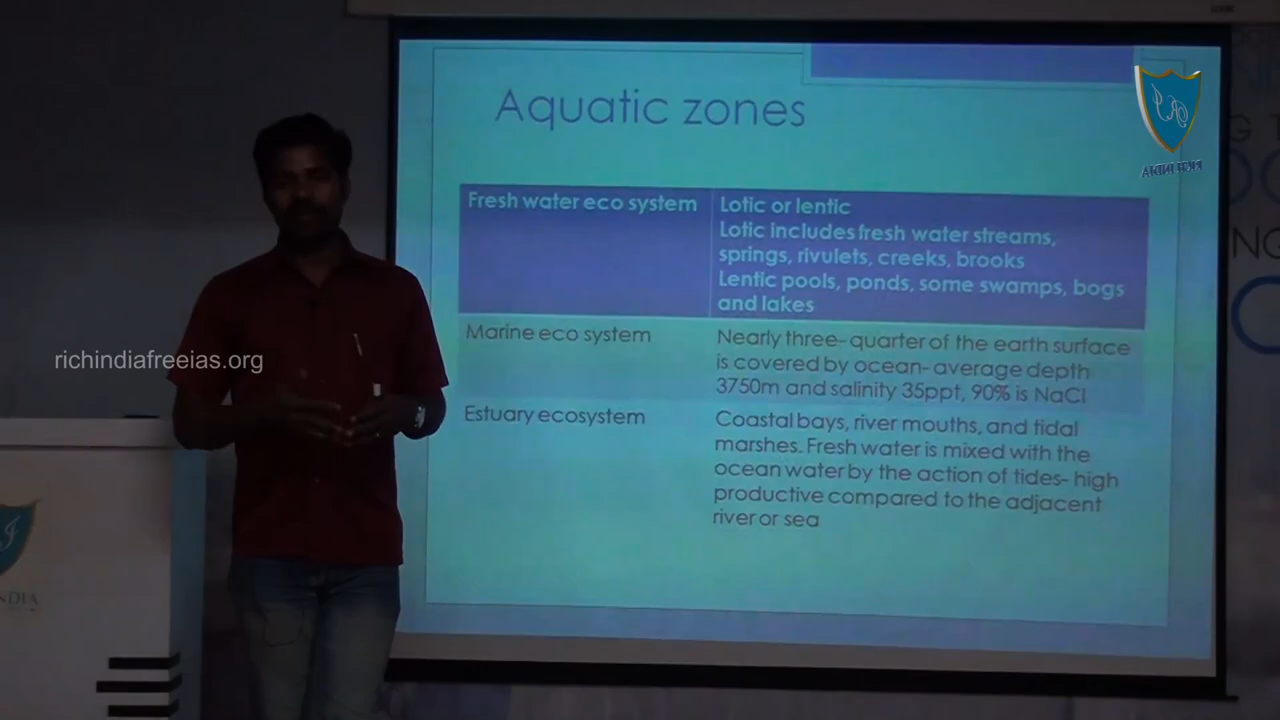 Aquatic zones
Fresh water eco system
Lotic or lentic
Lotic includes fresh water streams,
springs, rivulets, creeks, brooks
Lentic pools, ponds, some swamps, bogs
and lakes
Marine eco system
Nearly three- quarter of the earth surface
is covered by ocean- average depth
3750m and salinity 35ppt, 90% is NaCl
Estuary ecosystem
Coastal bays, river mouths, and tidal
marshes. Fresh water is mixed with the
ocean water by the action of tides- high
productive compared to the adjacent
river or sea
richindiafreeias.org